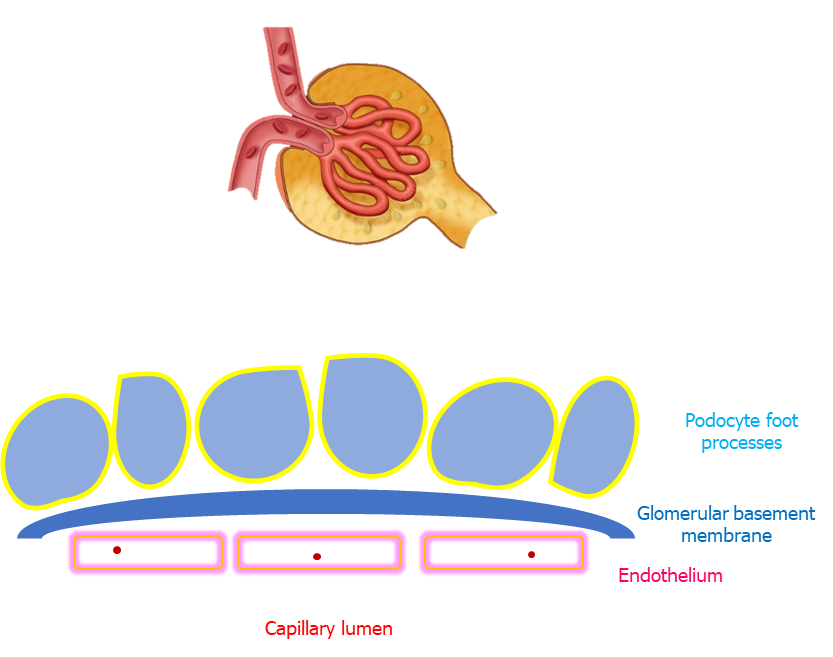 Podocyte foot
processes
Glomerular basement
membrane
Endothelium
Capillary lumen